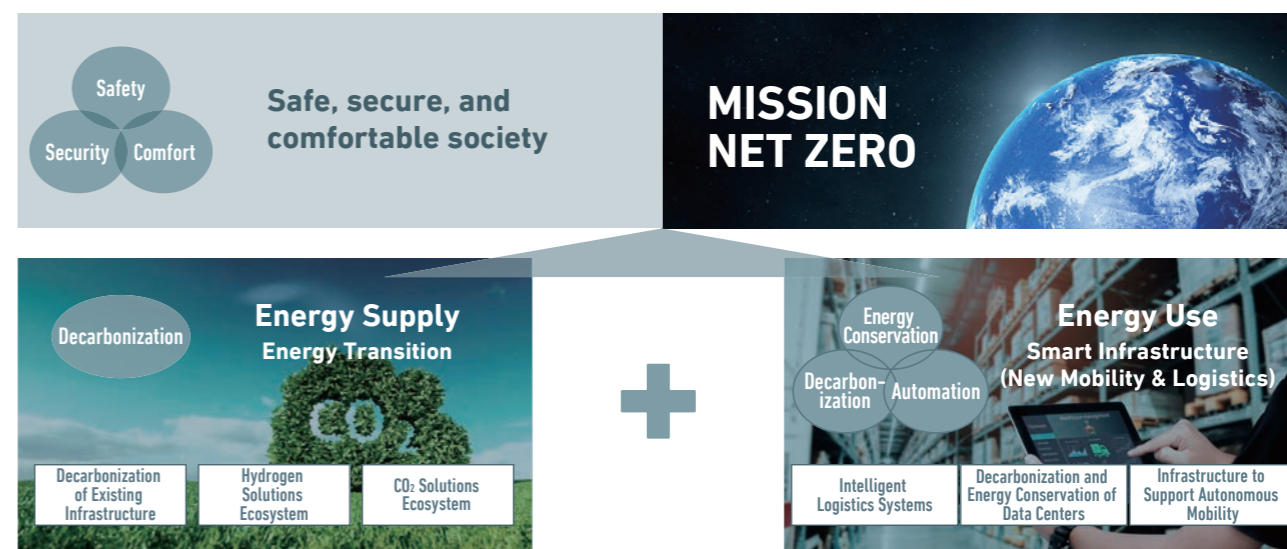 Safety
Security
Comfort
Safe, secure, and
comfortable society
MISSION
NET ZERO
Decarbonization
Energy Supply
Energy Transition
CO2
Decarbonization
of Existing
Infrastructure
Hydrogen
Solutions
Ecosystem
CO₂ Solutions
Ecosystem
Energy
Conservation
Decarbon-
ization
Automation
Energy Use
Smart Infrastructure
(New Mobility & Logistics)
Intelligent
Logistics Systems
Decarbonization and
Energy Conservation of
Data Centers
Infrastructure to
Support Autonomous
Mobility